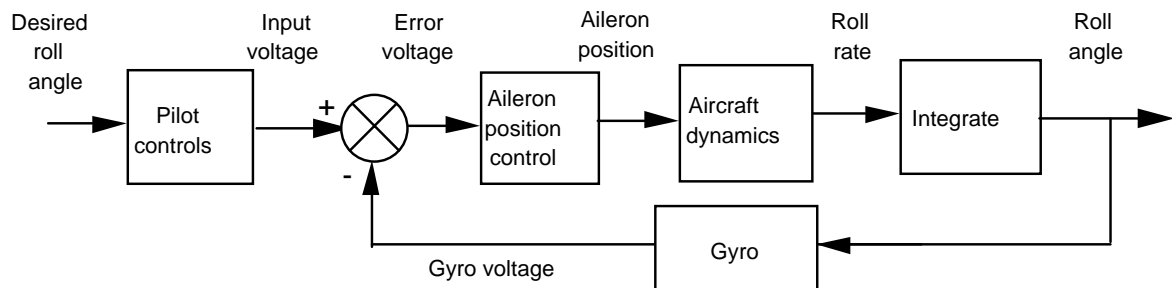 Desired
roll
angle
Input
voltage
Error
voltage
Aileron
position
Roll
rate
Roll
angle
Pilot
controls
+
-
Aileron
position
control
Aircraft
dynamics
Integrate
Gyro
Gyro voltage